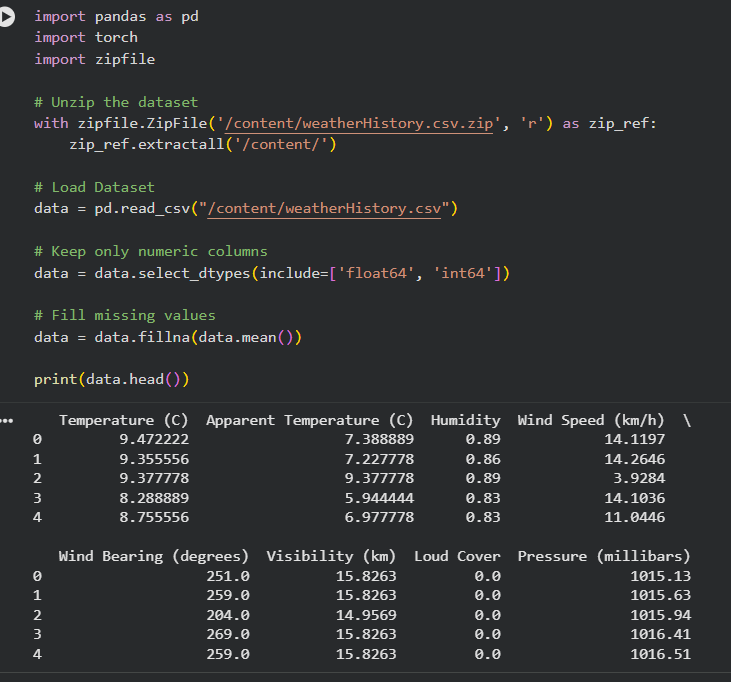 import pandas as pd
import torch
import zipfile
# Unzip the dataset
with zipfile.ZipFile('/content/weatherHistory.csv.zip', 'r') as zip_ref:
    zip_ref.extractall('/content/')
# Load Dataset
data = pd.read_csv("/content/weatherHistory.csv")
# Keep only numeric columns
data = data.select_dtypes(include=['float64', 'int64'])
# Fill missing values
data = data.fillna(data.mean())
print(data.head())
   Temperature (C)  Apparent Temperature (C)  Humidity  Wind Speed (km/h)  \
0         9.472222                  7.388889      0.89            14.1197
1         9.355556                  7.227778      0.86            14.2646
2         9.377778                  9.377778      0.89             3.9284
3         8.288889                  5.944444      0.83            14.1036
4         8.755556                  6.977778      0.83            11.0446
   Wind Bearing (degrees)  Visibility (km)  Loud Cover  Pressure (millibars)
0                   251.0          15.8263         0.0               1015.13
1                   259.0          15.8263         0.0               1015.63
2                   204.0          14.9569         0.0               1015.94
3                   269.0          15.8263         0.0               1016.41
4                   259.0          15.8263         0.0               1016.51